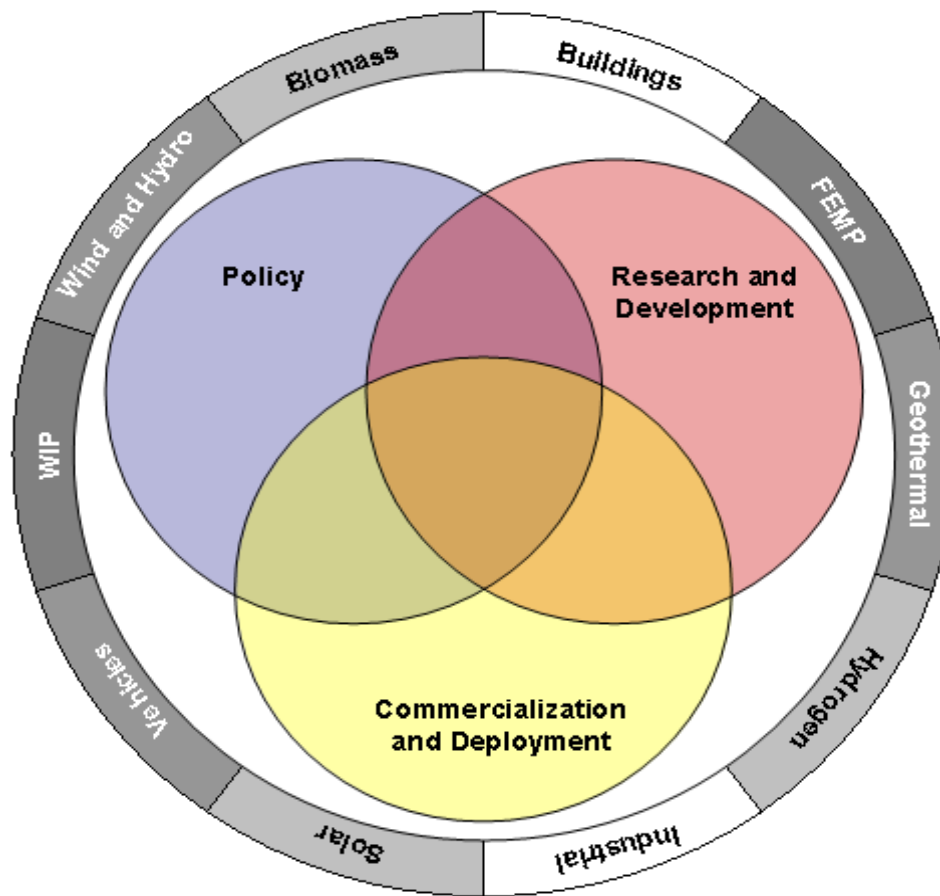 Biomass
Buildings
Wind and Hydro
FEMP
Policy
Research and
Development
WIP
Geothermal
Vehicles
Hydrogen
Commercialization
and Deployment
Solar
Industrial